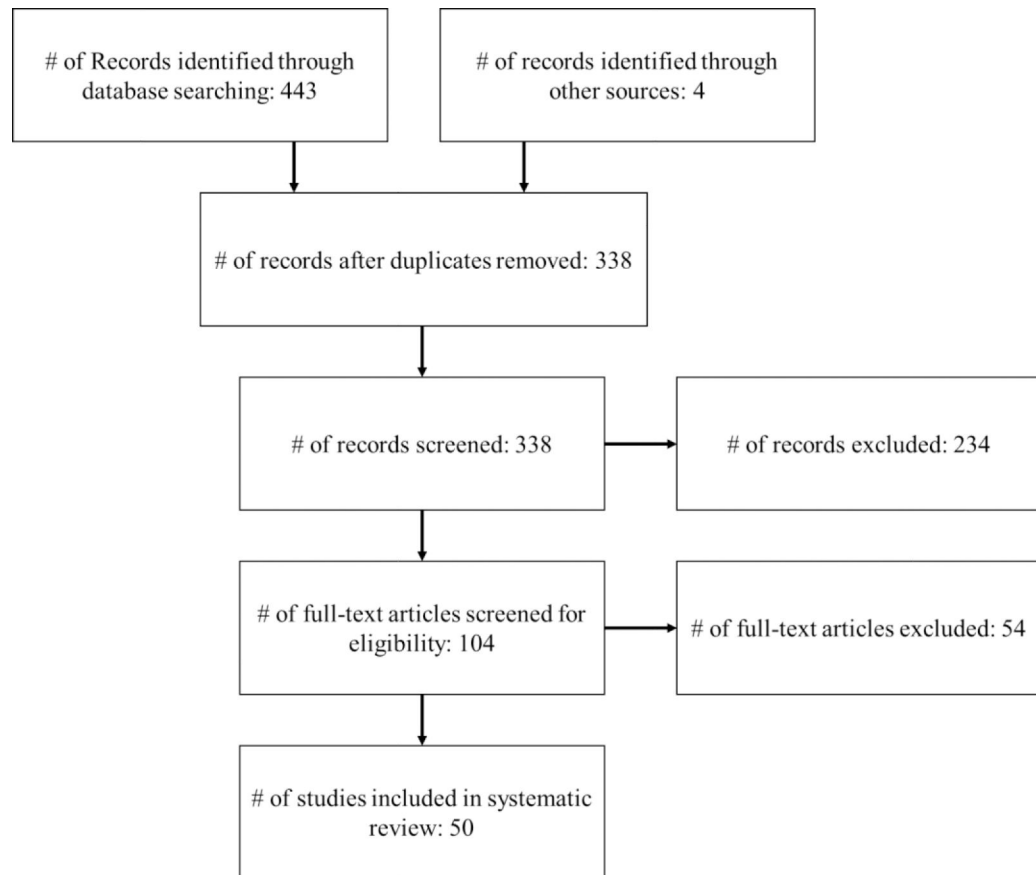 # of Records identified through
database searching: 443
# of records identified through
other sources: 4
# of records after duplicates removed: 338
# of records screened: 338
# of records excluded: 234
# of full-text articles screened for
eligibility: 104
# of full-text articles excluded: 54
# of studies included in systematic
review: 50